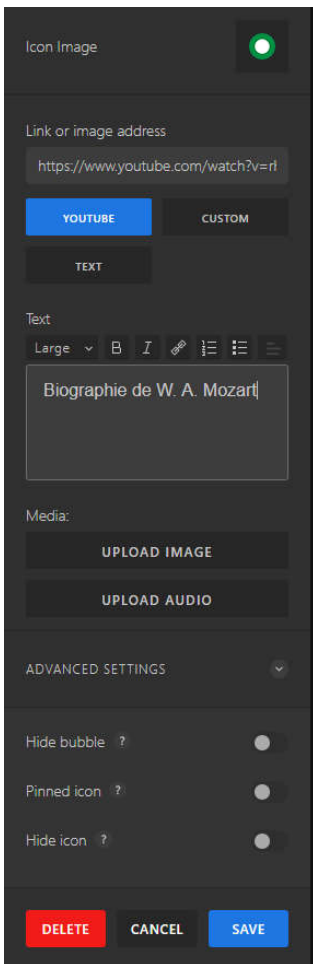 Icon Image
Link or image address
https://www.youtube.com/watch?v=rl
YOUTUBE
CUSTOM
TEXT
Text
Large B I
Biographie de W. A. Mozart
Media:
UPLOAD IMAGE
UPLOAD AUDIO
ADVANCED SETTINGS
Hide bubble ?
Pinned icon ?
Hide icon ?
DELETE CANCEL SAVE